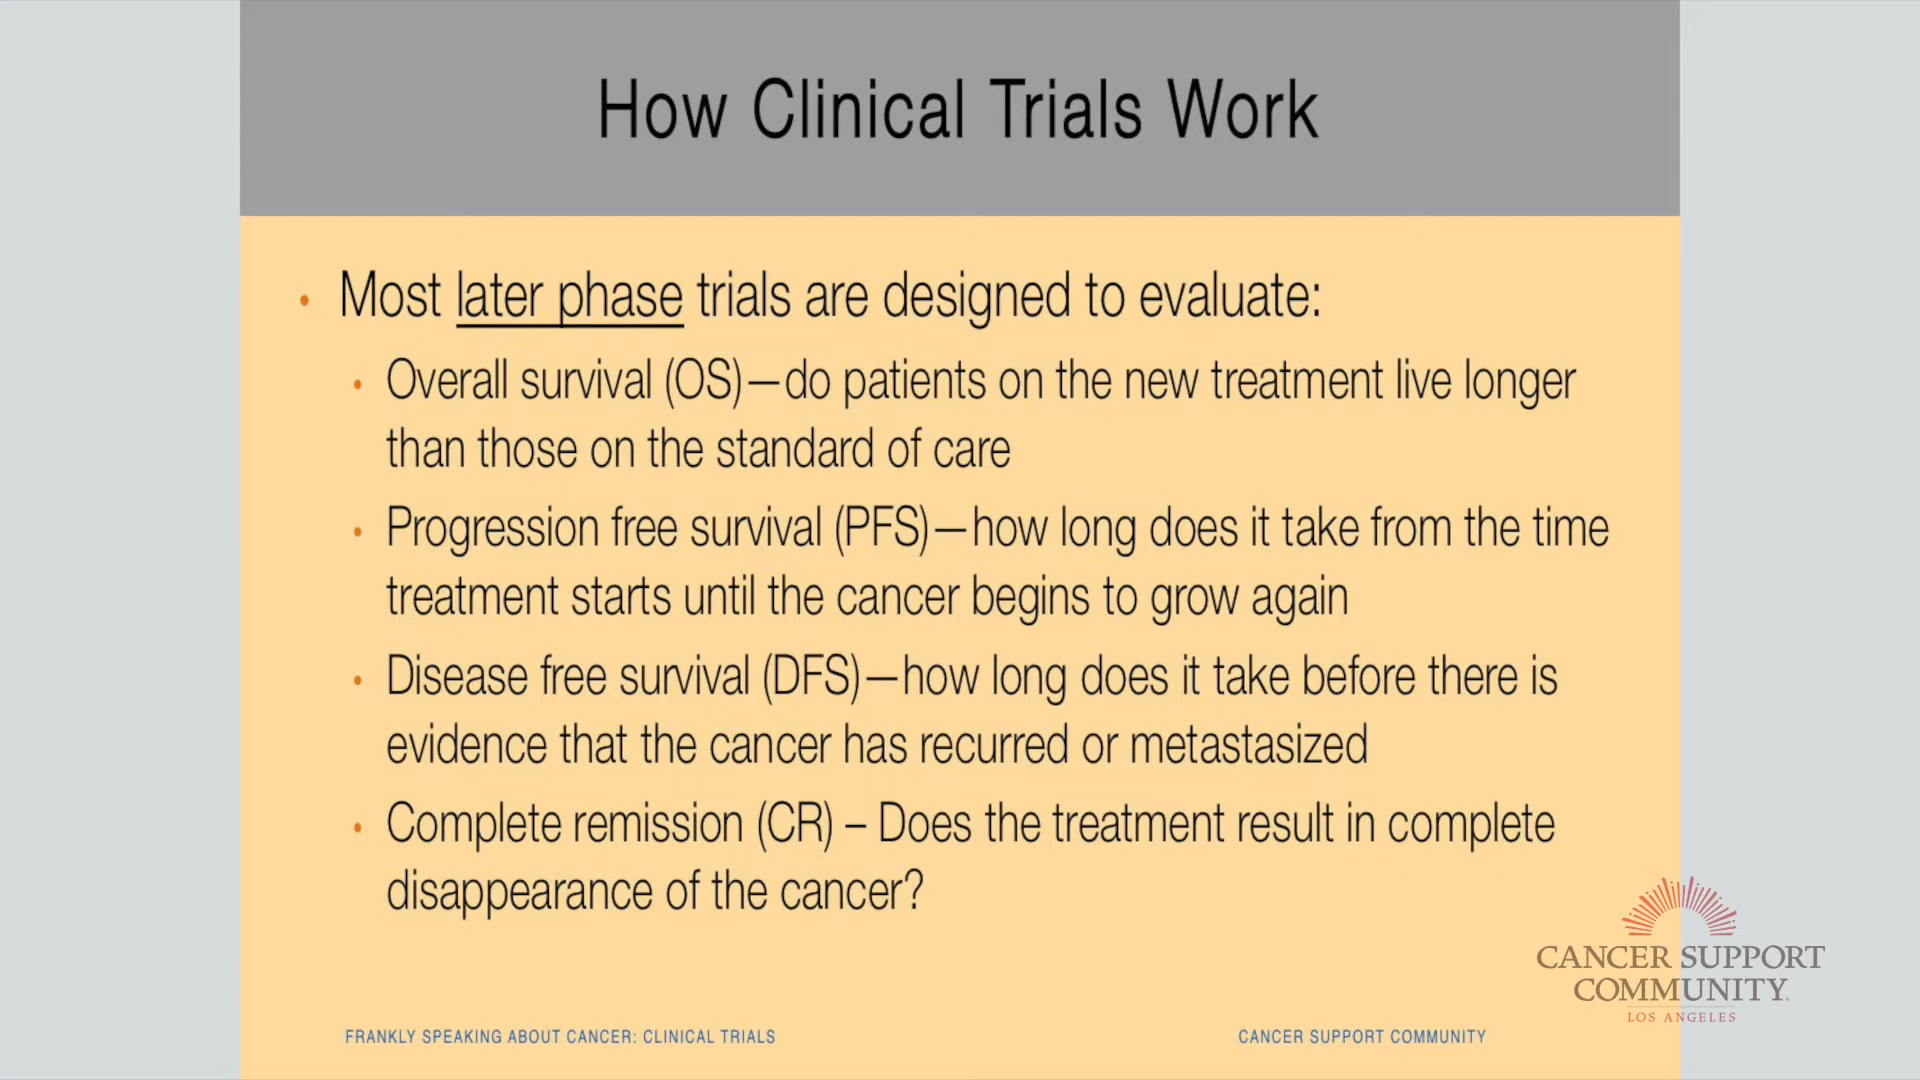 How Clinical Trials Work
• Most later phase trials are designed to evaluate:
• Overall survival (OS)—do patients on the new treatment live longer
than those on the standard of care
• Progression free survival (PFS)—how long does it take from the time
treatment starts until the cancer begins to grow again
• Disease free survival (DFS)—how long does it take before there is
evidence that the cancer has recurred or metastasized
• Complete remission (CR) – Does the treatment result in complete
disappearance of the cancer?
CANCER SUPPORT
COMMUNITY
LOS ANGELES
FRANKLY SPEAKING ABOUT CANCER: CLINICAL TRIALS
CANCER SUPPORT COMMUNITY